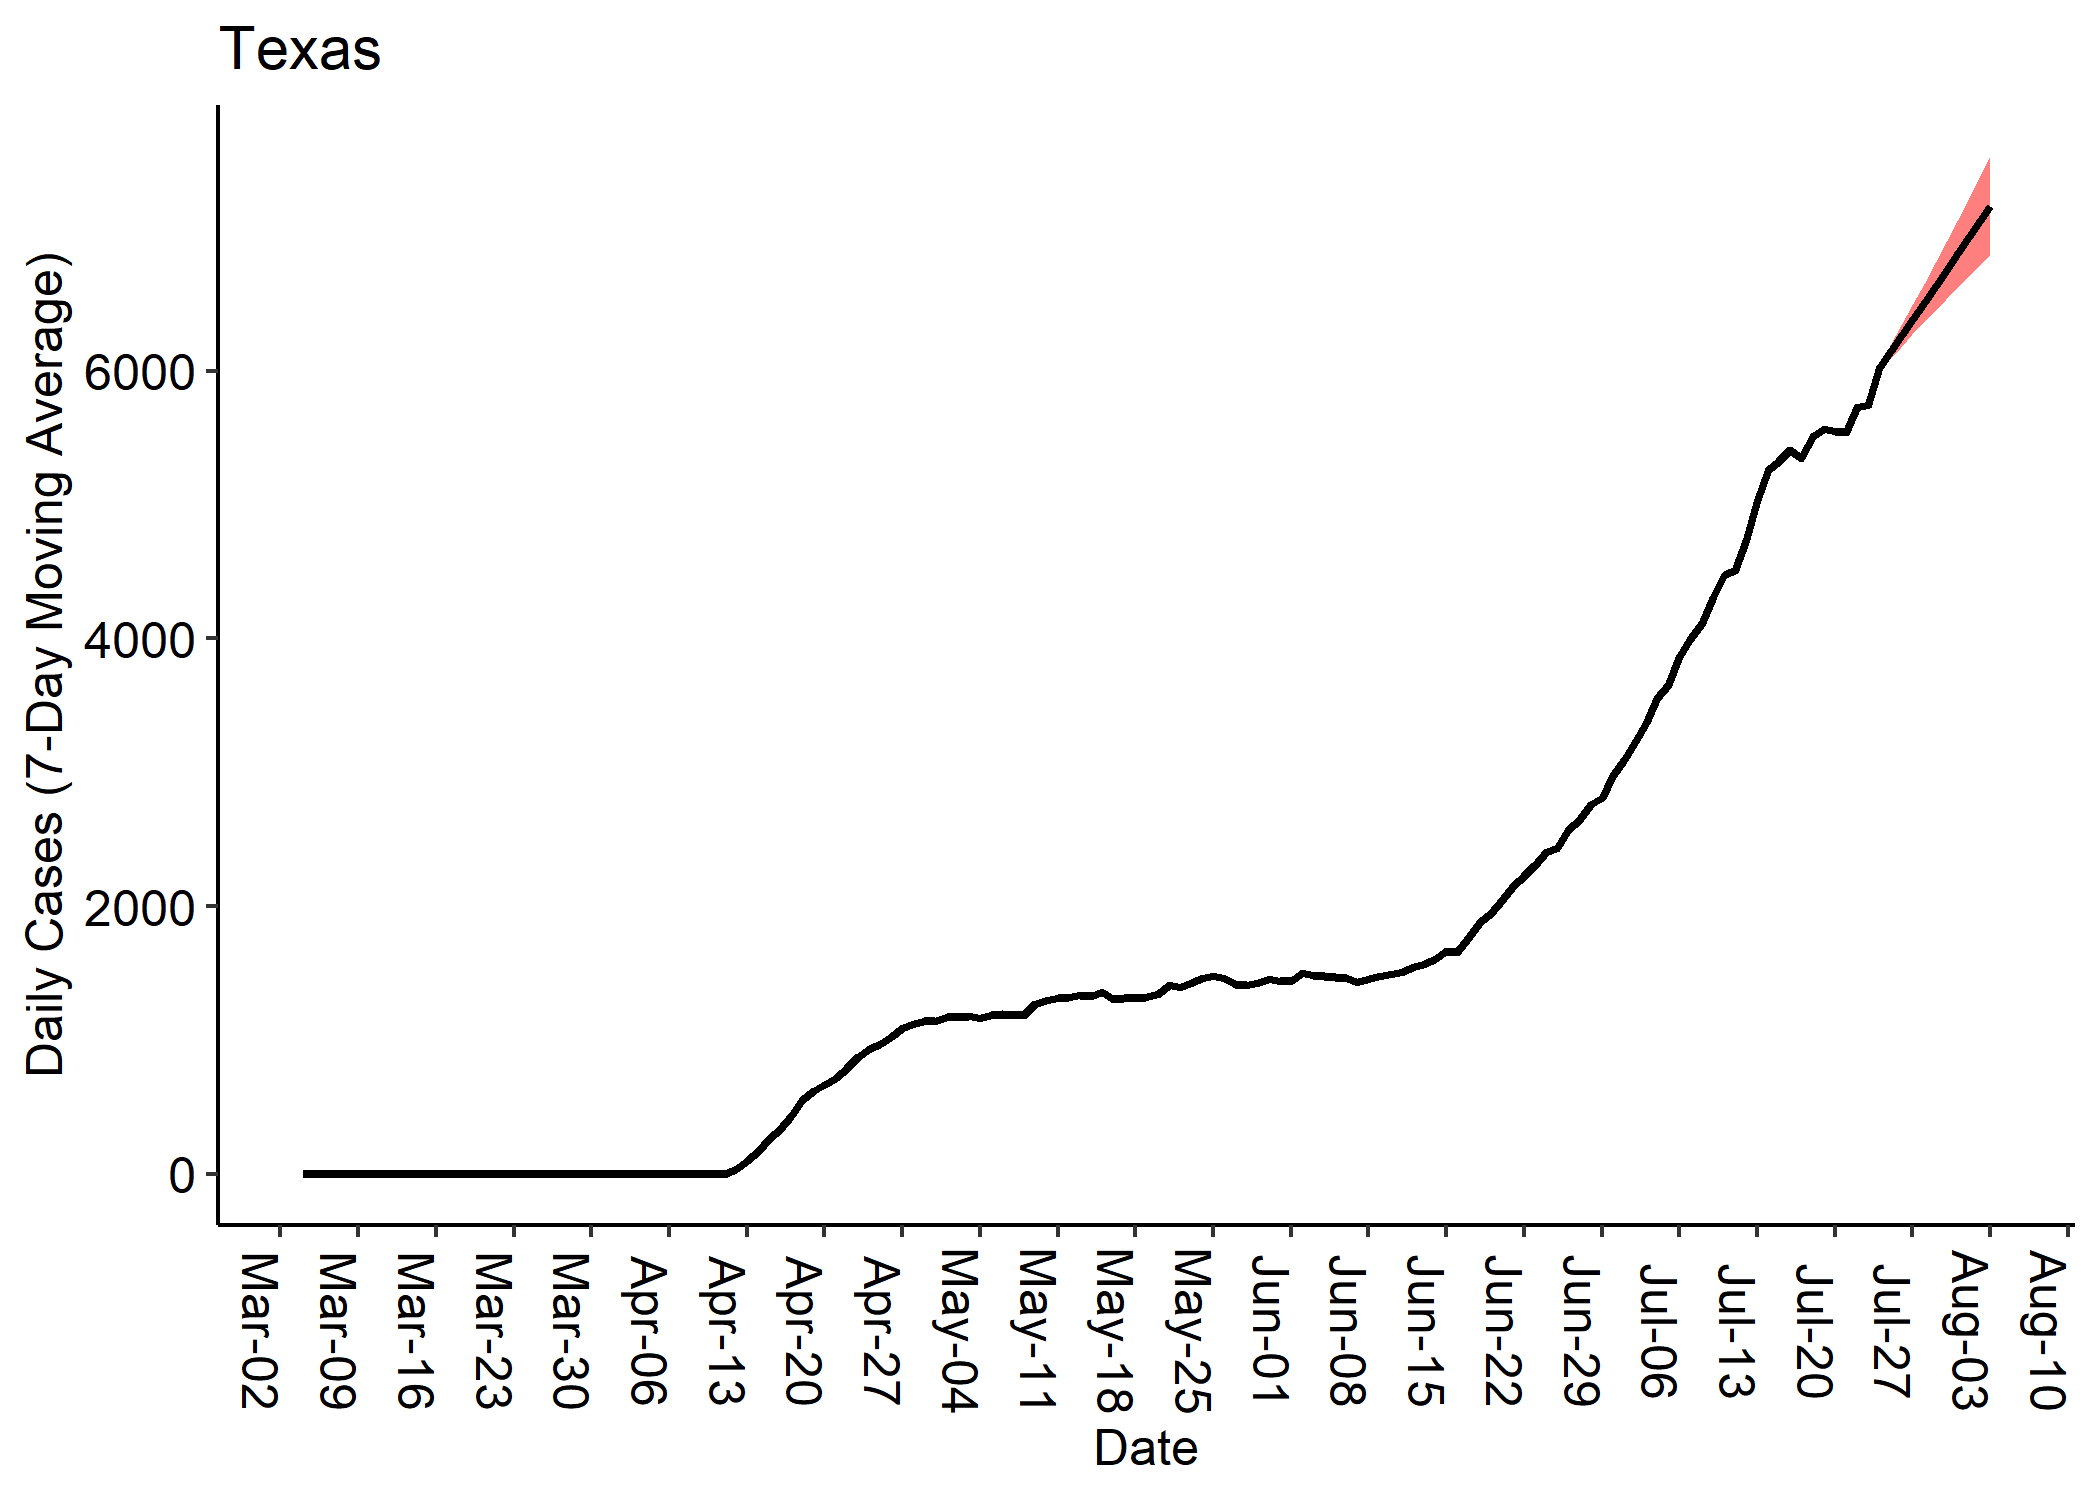 Texas
Daily Cases (7-Day Moving Average)
6000
4000
2000
0
Mar-02
Mar-09
Mar-16
Mar-23
Mar-30
Apr-06
Apr-13
Apr-20
Apr-27
May-04
May-11
May-18
May-25
Jun-01
Jun-08
Jun-15
Jun-22
Jun-29
Jul-06
Jul-13
Jul-20
Jul-27
Aug-03
Aug-10
Date